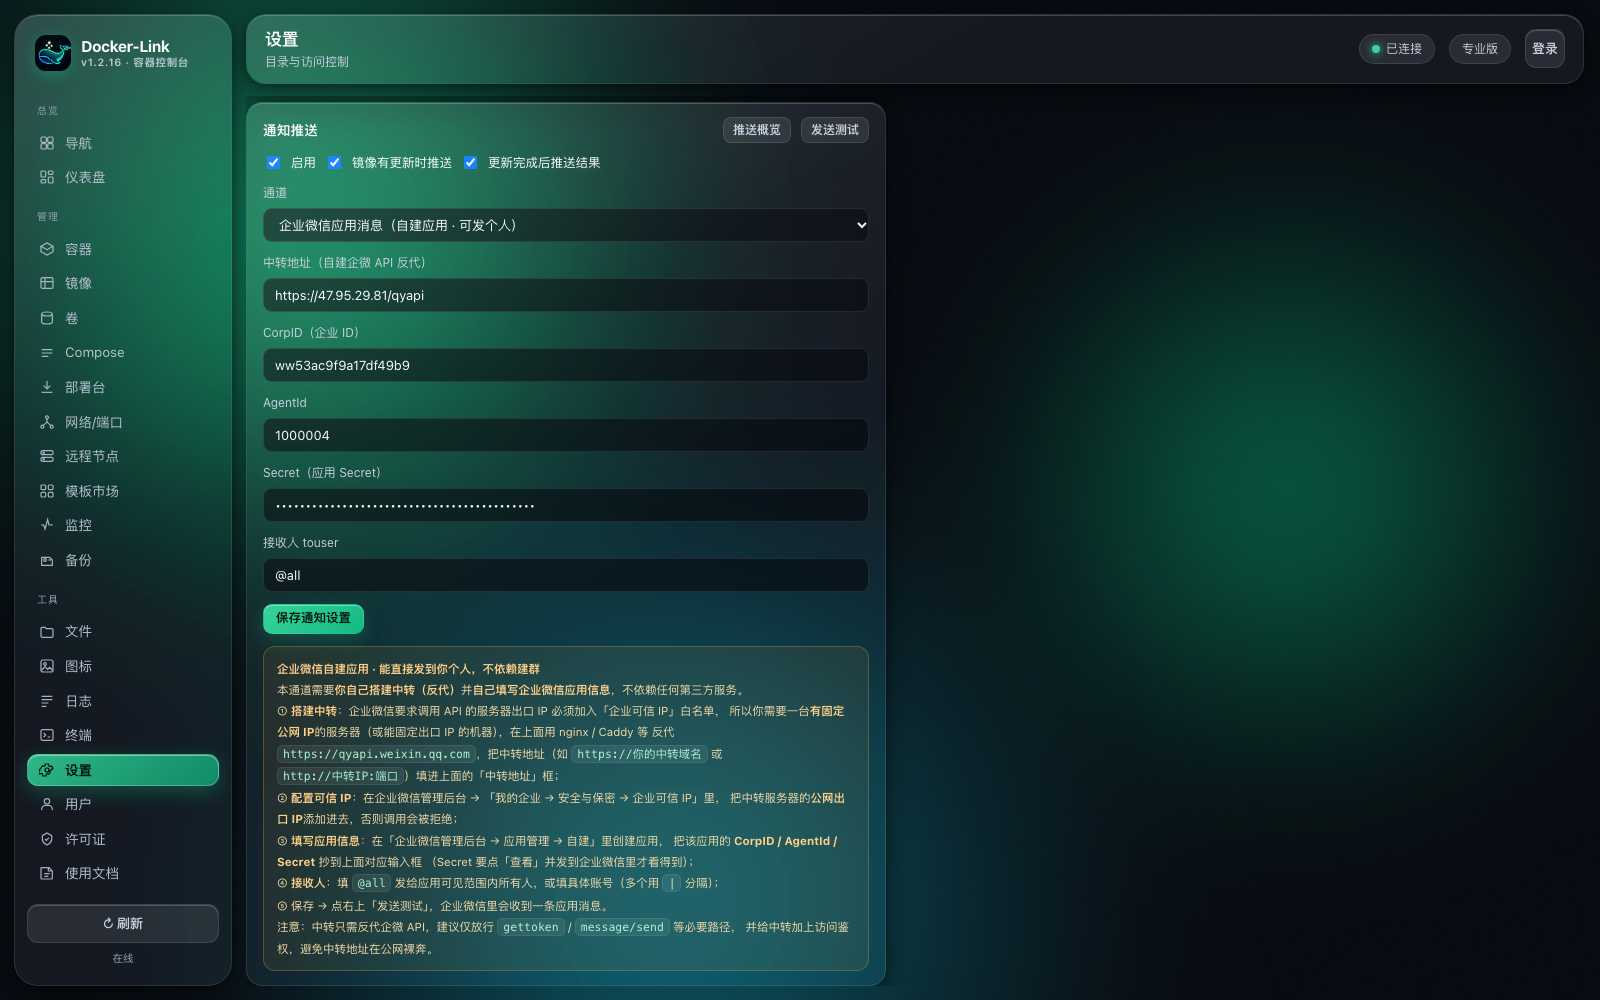 Docker-Link
v1.2.16 · 容器控制台
总览
导航
仪表盘
管理
容器
镜像
卷
Compose
部署台
网络/端口
远程节点
模板市场
监控
备份
工具
文件
图标
日志
终端
设置
用户
许可证
使用文档
↻ 刷新
在线
设置
目录与访问控制
已连接
专业版
登录
通知推送
推送概览
发送测试
启用
镜像有更新时推送
更新完成后推送结果
通道
企业微信应用消息（自建应用 · 可发个人）
中转地址（自建企微 API 反代）
https://47.95.29.81/qyapi
CorpID（企业 ID）
ww53ac9f9a17df49b9
AgentId
1000004
Secret（应用 Secret）
••••••••••••••••••••••••••••••••••••••••••• 
接收人 touser
@all
保存通知设置
企业微信自建应用 · 能直接发到你个人，不依赖建群
本通道需要你自己搭建中转（反代）并自己填写企业微信应用信息，不依赖任何第三方服务。
① 搭建中转：企业微信要求调用 API 的服务器出口 IP 必须加入「企业可信 IP」白名单， 所以你需要一台有固定
公网 IP的服务器（或能固定出口 IP 的机器），在上面用 nginx / Caddy 等 反代
https://qyapi.weixin.qq.com，把中转地址（如 https://你的中转域名 或
http://中转IP:端口）填进上面的「中转地址」框；
② 配置可信 IP：在企业微信管理后台 → 「我的企业 → 安全与保密 → 企业可信 IP」里， 把中转服务器的公网出
口 IP添加进去，否则调用会被拒绝；
③ 填写应用信息：在「企业微信管理后台 → 应用管理 → 自建」里创建应用， 把该应用的 CorpID / AgentId /
Secret 抄到上面对应输入框 （Secret 要点「查看」并发到企业微信里才看得到）；
④ 接收人：填 @all 发给应用可见范围内所有人，或填具体账号（多个用 | 分隔）；
⑤ 保存 → 点右上「发送测试」，企业微信里会收到一条应用消息。
注意：中转只需反代企微 API，建议仅放行 gettoken / message/send 等必要路径， 并给中转加上访问鉴
权，避免中转地址在公网裸奔。